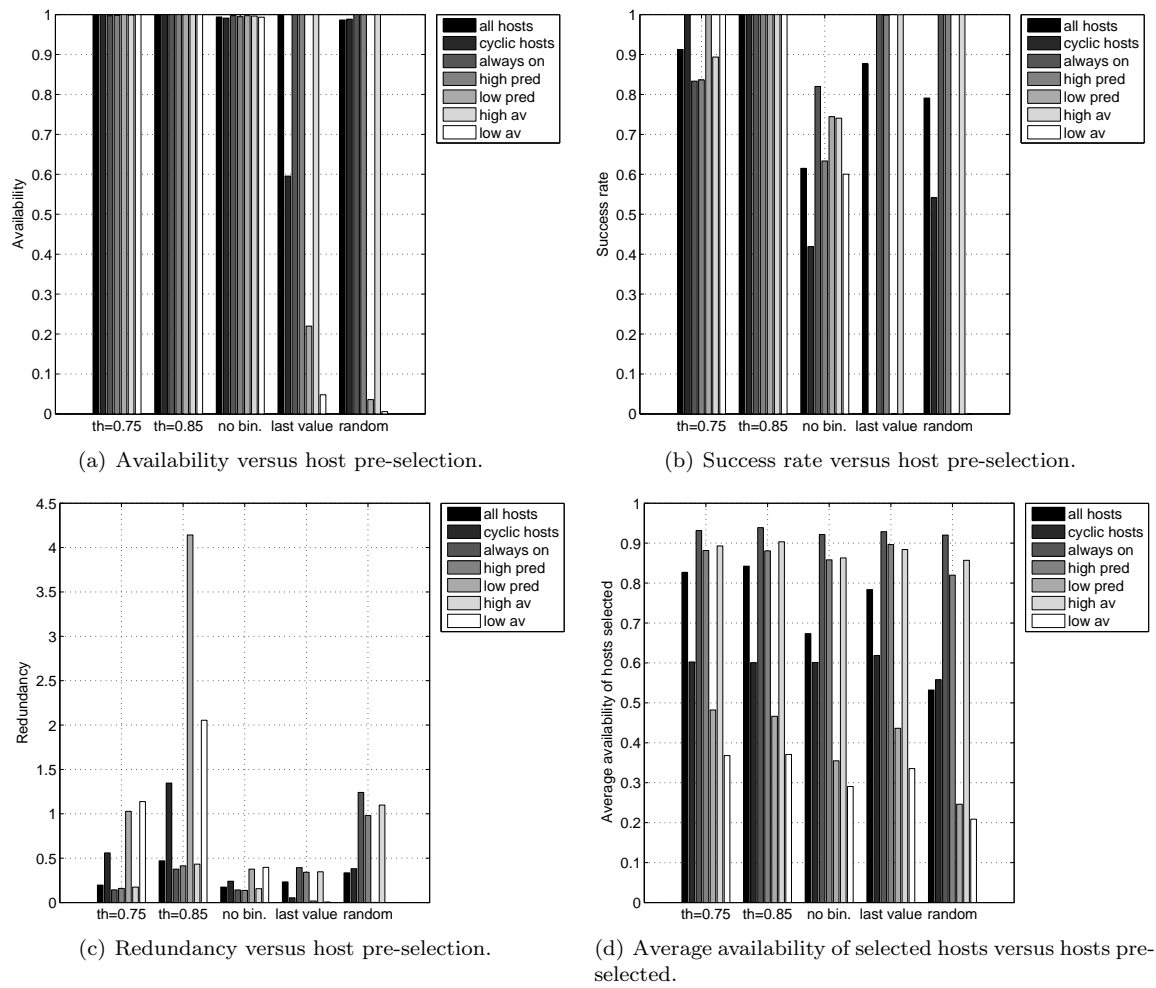 1
0.9
0.8
0.7
0.6
0.5
0.4
0.3
0.2
0.1
0
Availability
th=0.75 th=0.85 no bin. last value random
all hosts
cyclic hosts
always on
high pred
low pred
high av
low av
(a) Availability versus host pre-selection.
1
0.9
0.8
0.7
0.6
0.5
0.4
0.3
0.2
0.1
0
Success rate
th=0.75 th=0.85 no bin. last value random
all hosts
cyclic hosts
always on
high pred
low pred
high av
low av
(b) Success rate versus host pre-selection.
4.5
4
3.5
3
2.5
2
1.5
1
0.5
0
Redundancy
th=0.75 th=0.85 no bin. last value random
all hosts
cyclic hosts
always on
high pred
low pred
high av
low av
(c) Redundancy versus host pre-selection.
1
0.9
0.8
0.7
0.6
0.5
0.4
0.3
0.2
0.1
0
Average availability of hosts selected
th=0.75 th=0.85 no bin. last value random
all hosts
cyclic hosts
always on
high pred
low pred
high av
low av
(d) Average availability of selected hosts versus hosts pre-
selected.